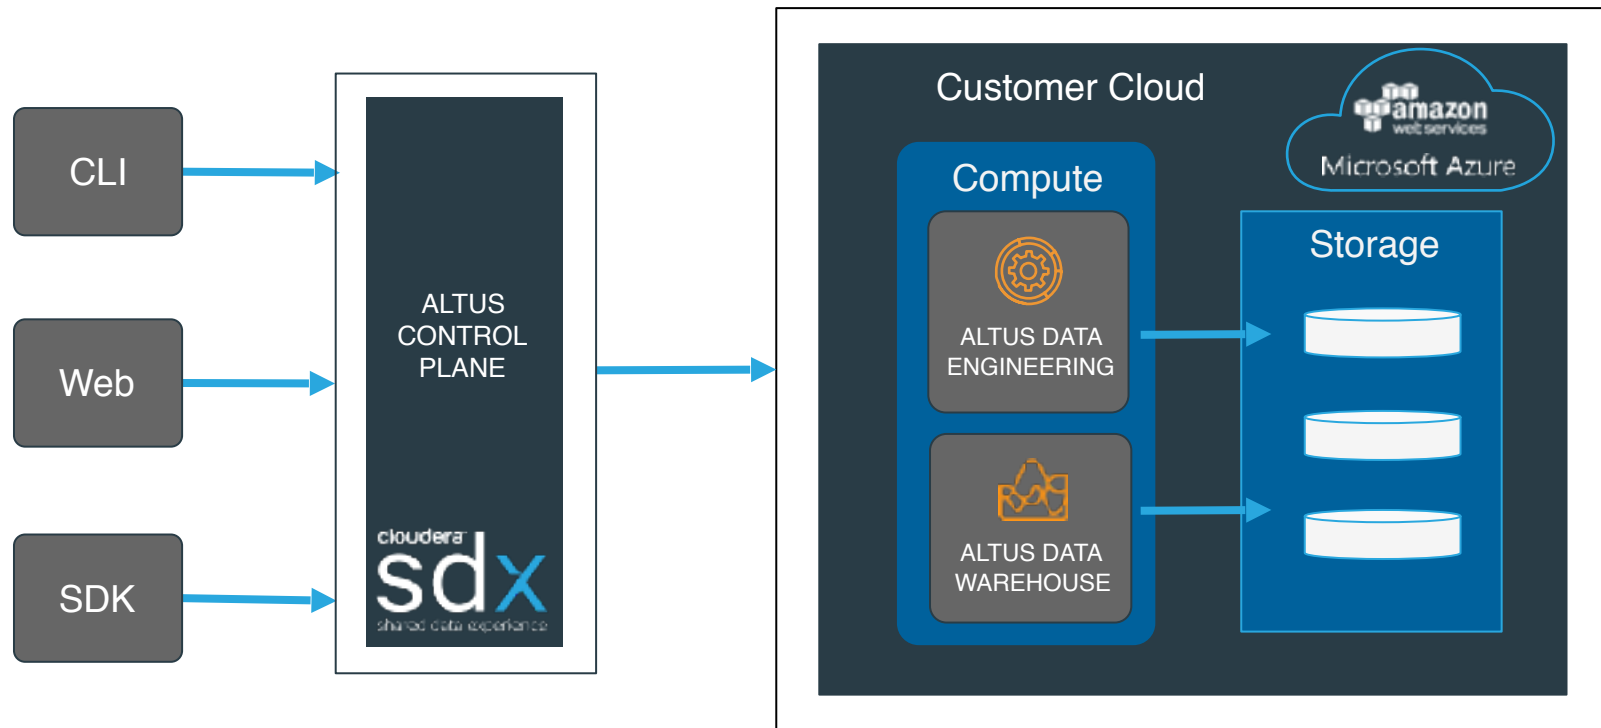 CLI
Web
SDK
ALTUS
CONTROL
PLANE
cloudera
sdx
shared data experience
Customer Cloud
amazon
web services
Microsoft Azure
Compute
ALTUS DATA
ENGINEERING
ALTUS DATA
WAREHOUSE
Storage